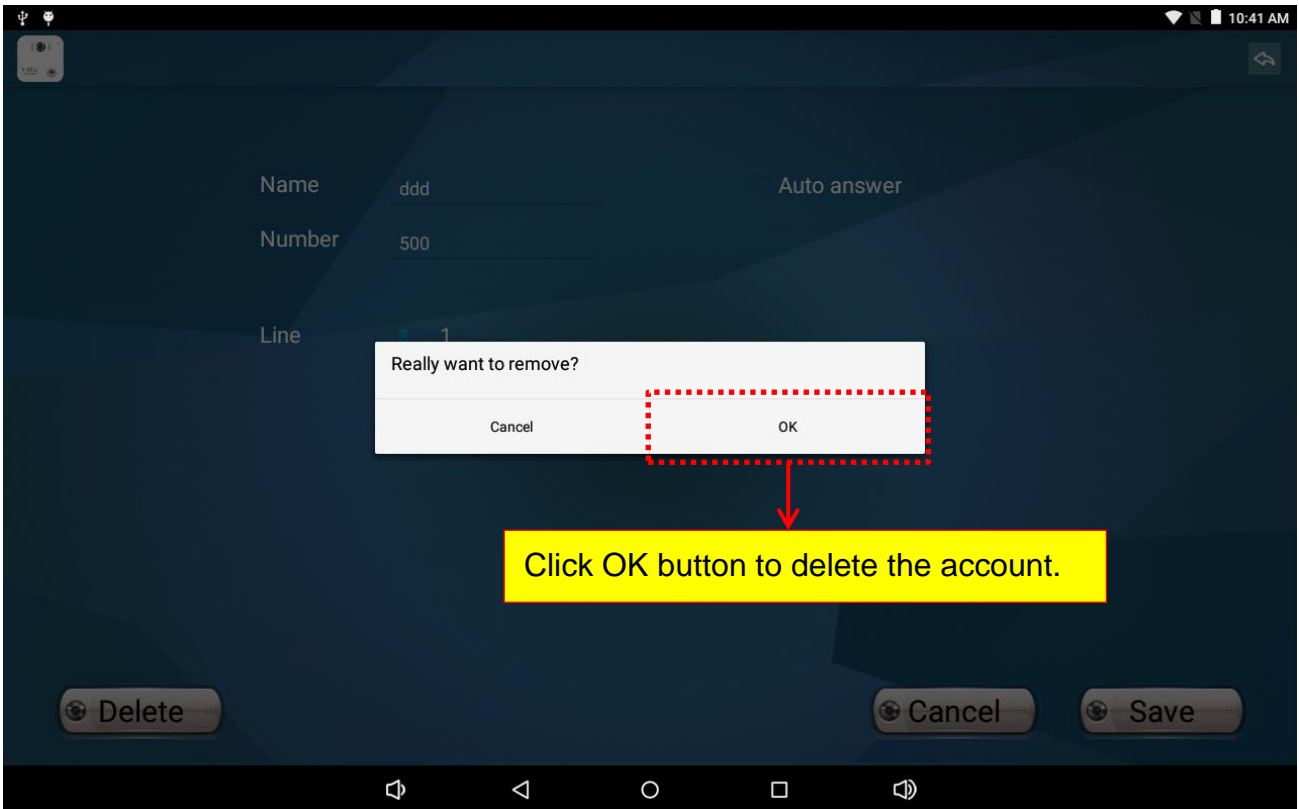 10:41 AM
Name ddd Auto answer
Number 500
Line 1
Really want to remove?
Cancel OK
Click OK button to delete the account.
Delete Cancel Save